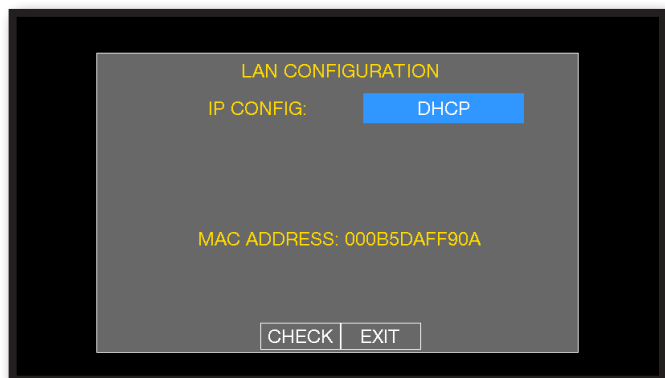 LAN CONFIGURATION
IP CONFIG: DHCP
MAC ADDRESS: 000B5DAFF90A
CHECK EXIT